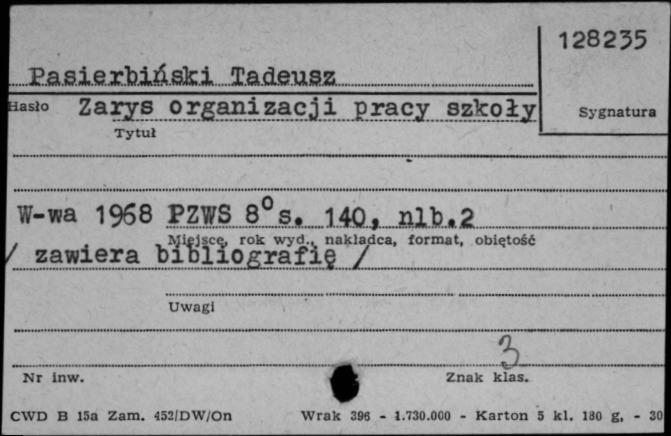 128235
Pasierbiński Tadeusz
Hasło Zarys organizacji pracy szkoły Sygnatura
Tytuł
W-wa 1968 PZWS 8° s. 140, nlb.2
Miejsce, rok wyd., nakładca, format, objętość
/ zawiera bibliografię /
Uwagi
3
Nr inw. Znak klas.
CWD B 15a Zam. 452/DW/On Wrak 396 - 1.730.000 - Karton 5 kl. 180 g, - 30